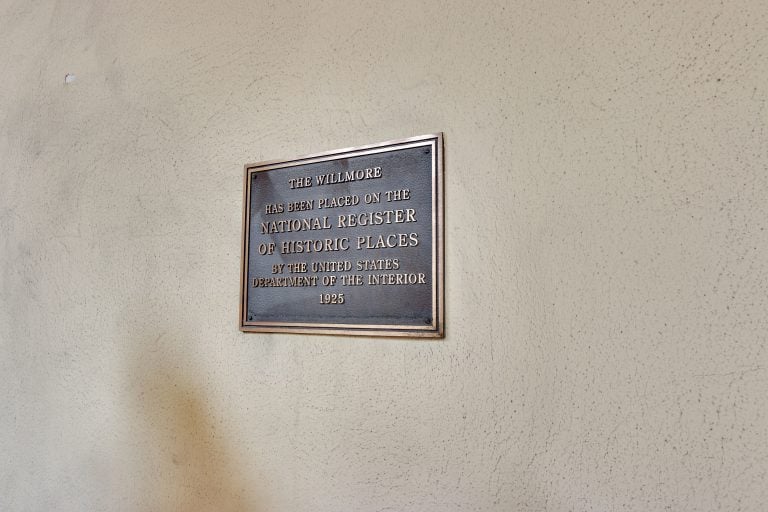 THE WILLMORE
HAS BEEN PLACED ON THE
NATIONAL REGISTER
OF HISTORIC PLACES
BY THE UNITED STATES
DEPARTMENT OF THE INTERIOR
1925